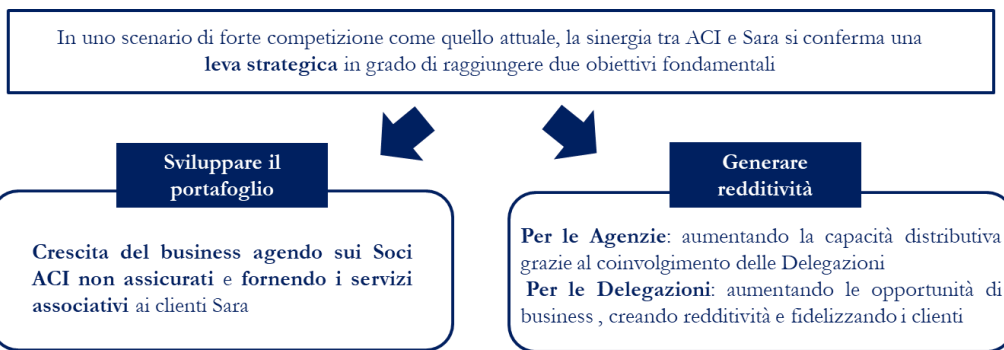 In uno scenario di forte competizione come quello attuale, la sinergia tra ACI e Sara si conferma una
leva strategica in grado di raggiungere due obiettivi fondamentali
Sviluppare il
portafoglio
Crescita del business agendo sui Soci
ACI non assicurati e fornendo i servizi
associativi ai clienti Sara
Generare
redditività
Per le Agenzie: aumentando la capacità distributiva
grazie al coinvolgimento delle Delegazioni
Per le Delegazioni: aumentando le opportunità di
business , creando redditività e fidelizzando i clienti